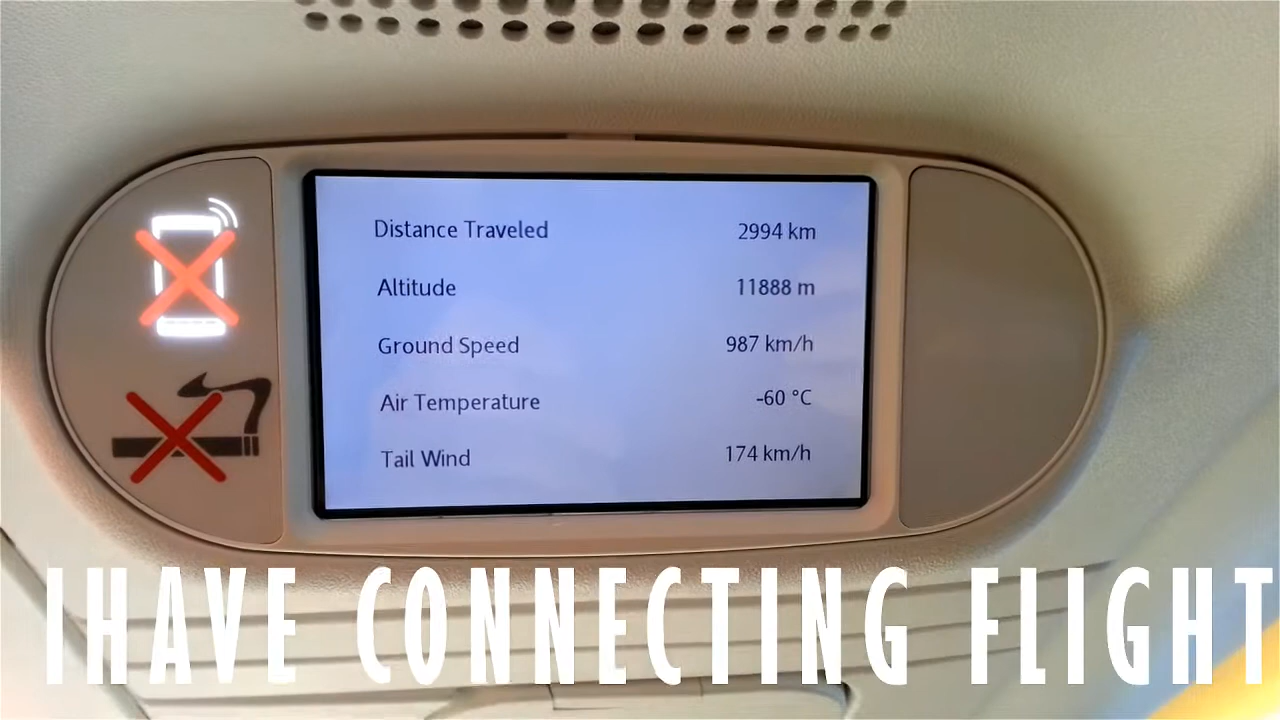 Distance Traveled 2994 km
Altitude 11888 m
Ground Speed 987 km/h
Air Temperature -60 °C
Tail Wind 174 km/h
IHAVE CONNECTING FLIGHT